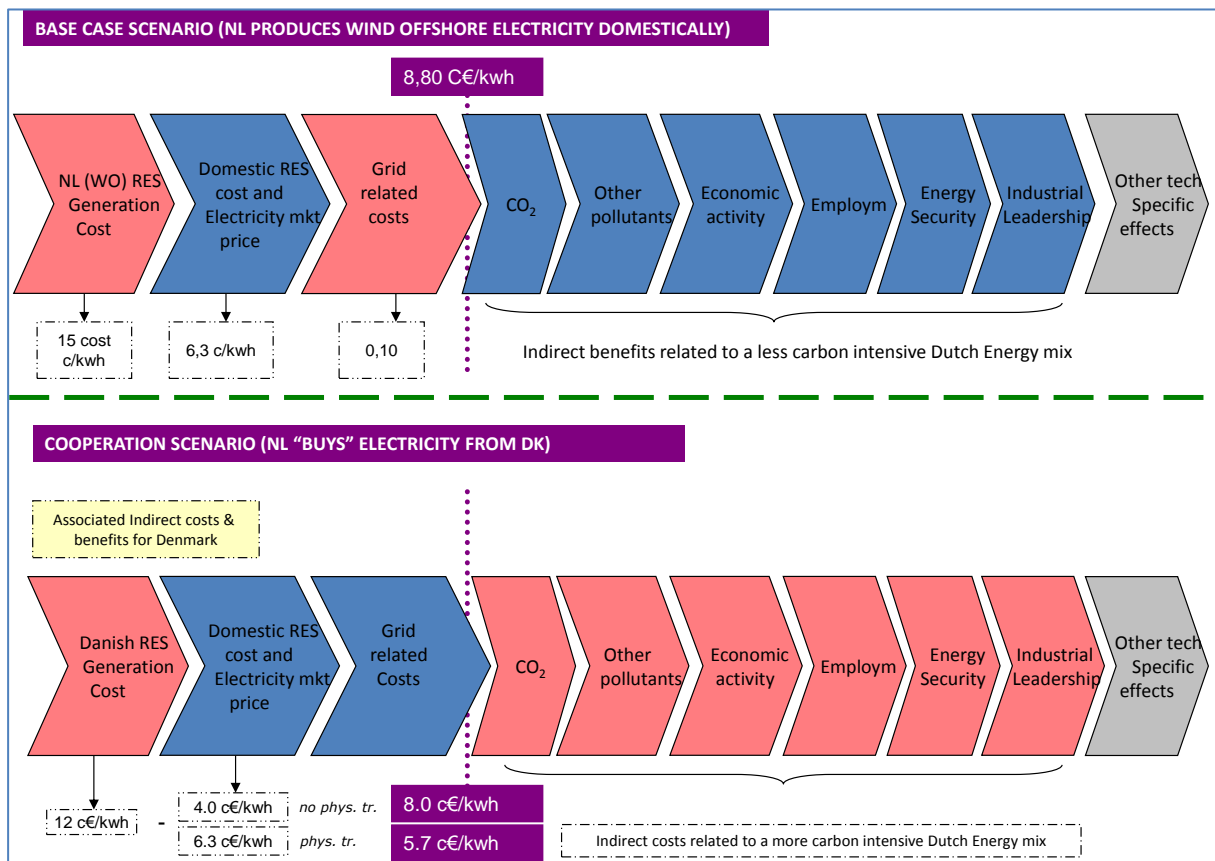 BASE CASE SCENARIO (NL PRODUCES WIND OFFSHORE ELECTRICITY DOMESTICALLY)
8,80 C€/kwh
NL (WO) RES
Generation
Cost
Domestic RES
cost and
Electricity mkt
price
Grid
related
costs
CO₂
Other
pollutants
Economic
activity
Employm
Energy
Security
Industrial
Leadership
Other tech
Specific
effects
15 cost
c/kwh
6,3 c/kwh
0,10
Indirect benefits related to a less carbon intensive Dutch Energy mix
COOPERATION SCENARIO (NL “BUYS” ELECTRICITY FROM DK)
Associated Indirect costs &
benefits for Denmark
Danish RES
Generation
Cost
Domestic RES
cost and
Electricity mkt
price
Grid
related
Costs
CO₂
Other
pollutants
Economic
activity
Employm
Energy
Security
Industrial
Leadership
Other tech
Specific
effects
12 c€/kwh
-
4.0 c€/kwh
no phys. tr.
8.0 c€/kwh
6.3 c€/kwh
phys. tr.
5.7 c€/kwh
Indirect costs related to a more carbon intensive Dutch Energy mix